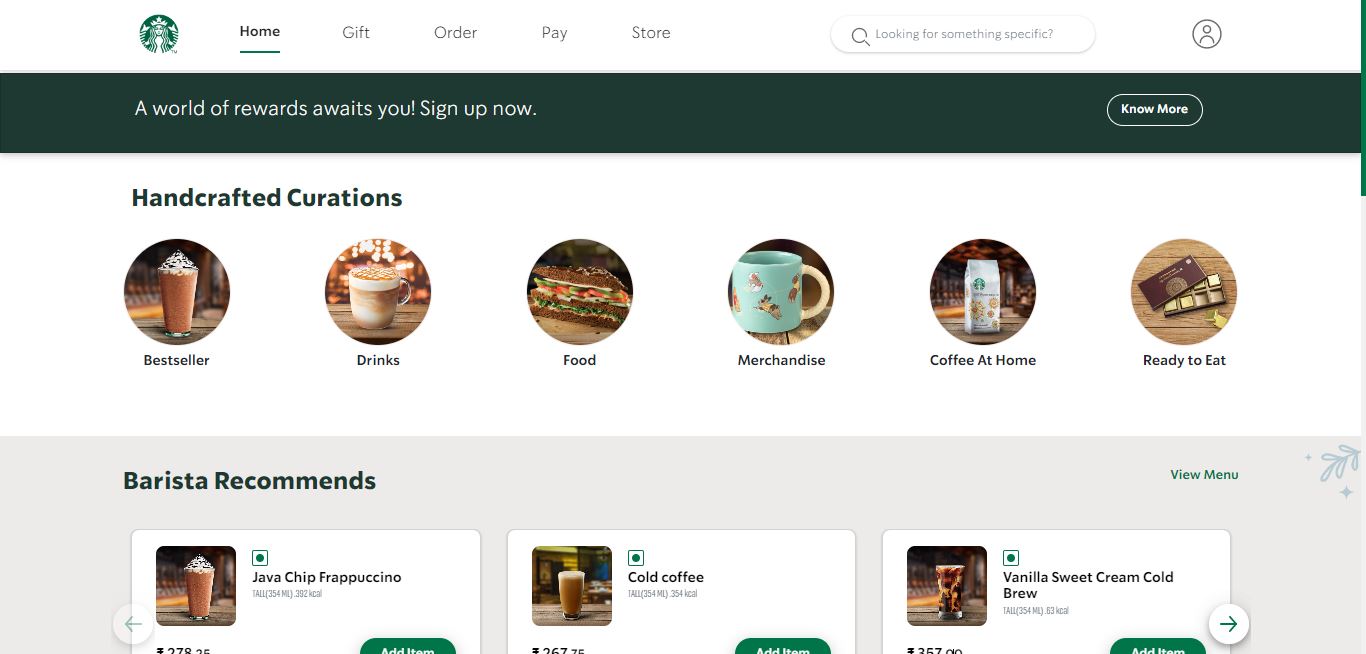 Home
Gift
Order
Pay
Store
Looking for something specific?
A world of rewards awaits you! Sign up now.
Know More
Handcrafted Curations
Bestseller
Drinks
Food
Merchandise
Coffee At Home
Ready to Eat
Barista Recommends
View Menu
Java Chip Frappuccino
TALL(354 ML) .392 kcal
Cold coffee
TALL(354 ML) .354 kcal
Vanilla Sweet Cream Cold
Brew
TALL(354 ML) .63 kcal
₹ 278.25
Add Item
₹ 267.75
Add Item
₹ 357.00
Add Item